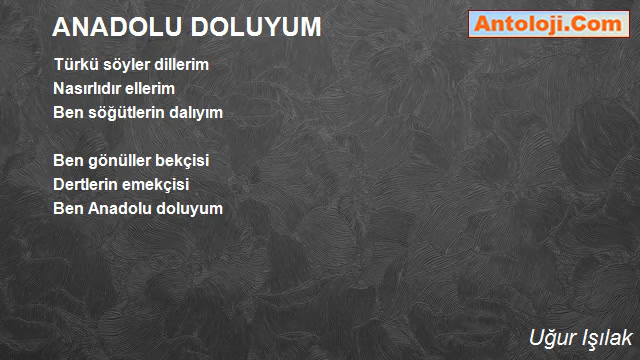 ANADOLU DOLUYUM
Antoloji.Com
Türkü söyler dillerim
Nasırlıdır ellerim
Ben söğütlerin dalıyım
Ben gönüller bekçisi
Dertlerin emekçisi
Ben Anadolu doluyum
Uğur Işılak